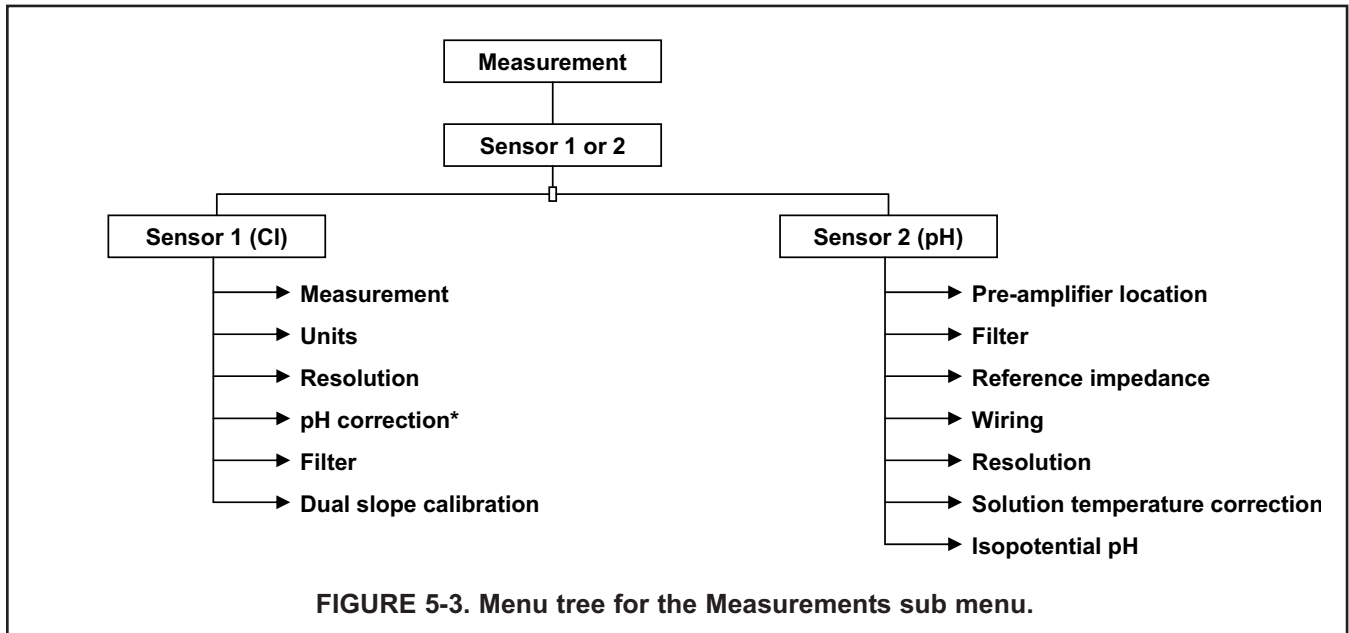 Measurement
Sensor 1 or 2
Sensor 1 (Cl)
Measurement
Units
Resolution
pH correction*
Filter
Dual slope calibration
Sensor 2 (pH)
Pre-amplifier location
Filter
Reference impedance
Wiring
Resolution
Solution temperature correction
Isopotential pH
FIGURE 5-3. Menu tree for the Measurements sub menu.